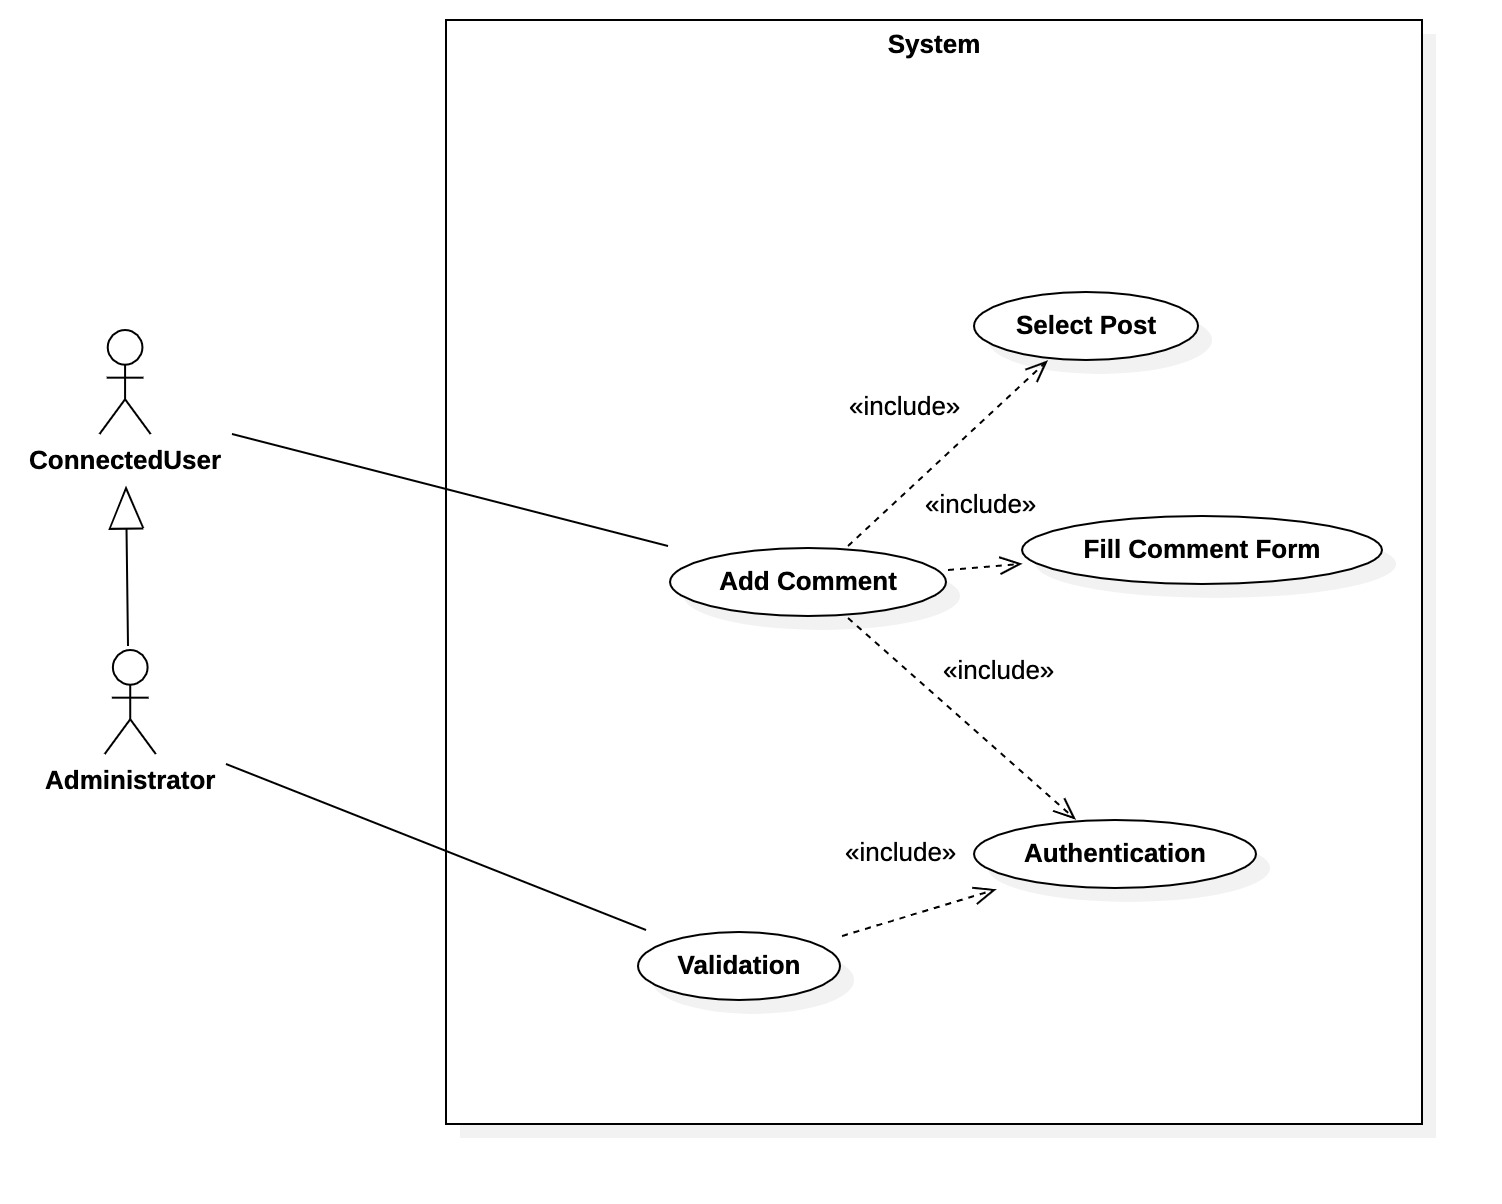 System
Select Post
«include»
ConnectedUser
«include»
Fill Comment Form
Add Comment
«include»
Administrator
«include»
Authentication
Validation